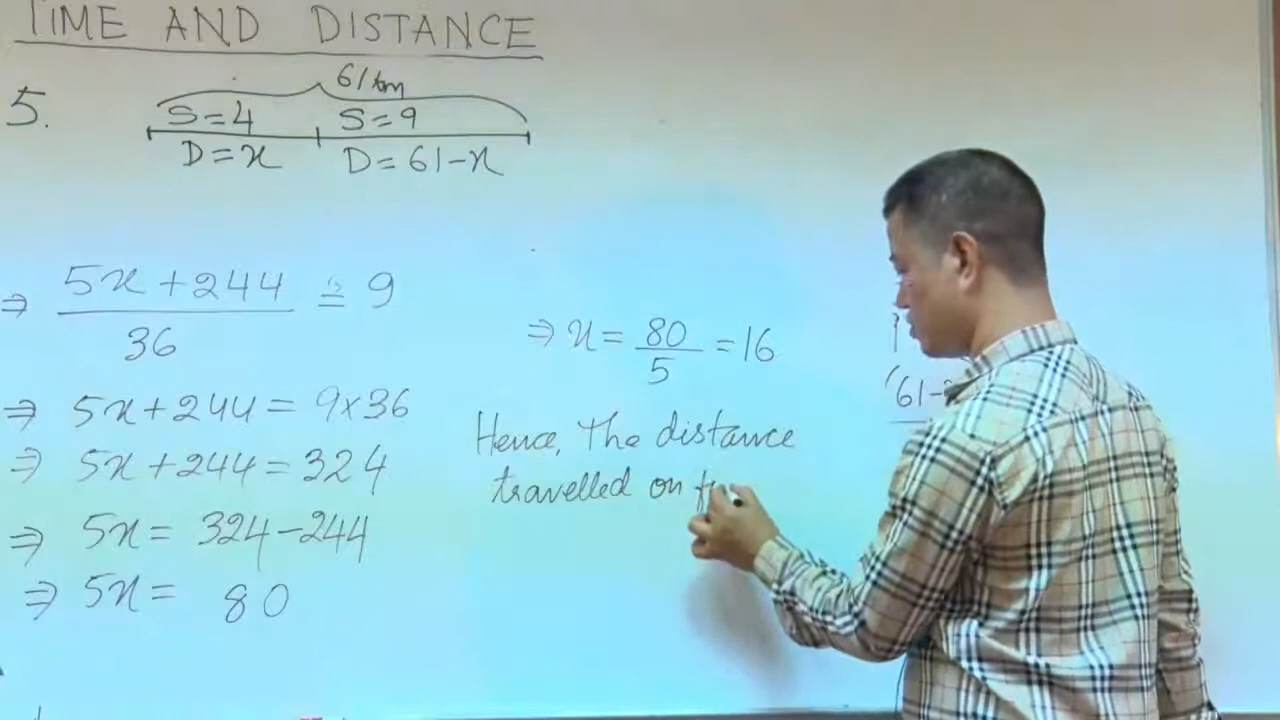 TIME AND DISTANCE
5.
61 km
S=4 S=9
D=x D=61-x
⇒ 5x+244/36 = 9
⇒ 5x+244 = 9×36
⇒ 5x+244 = 324
⇒ 5x = 324-244
⇒ 5x = 80
⇒ x = 80/5 = 16
Hence, The distance
travelled on
(61-